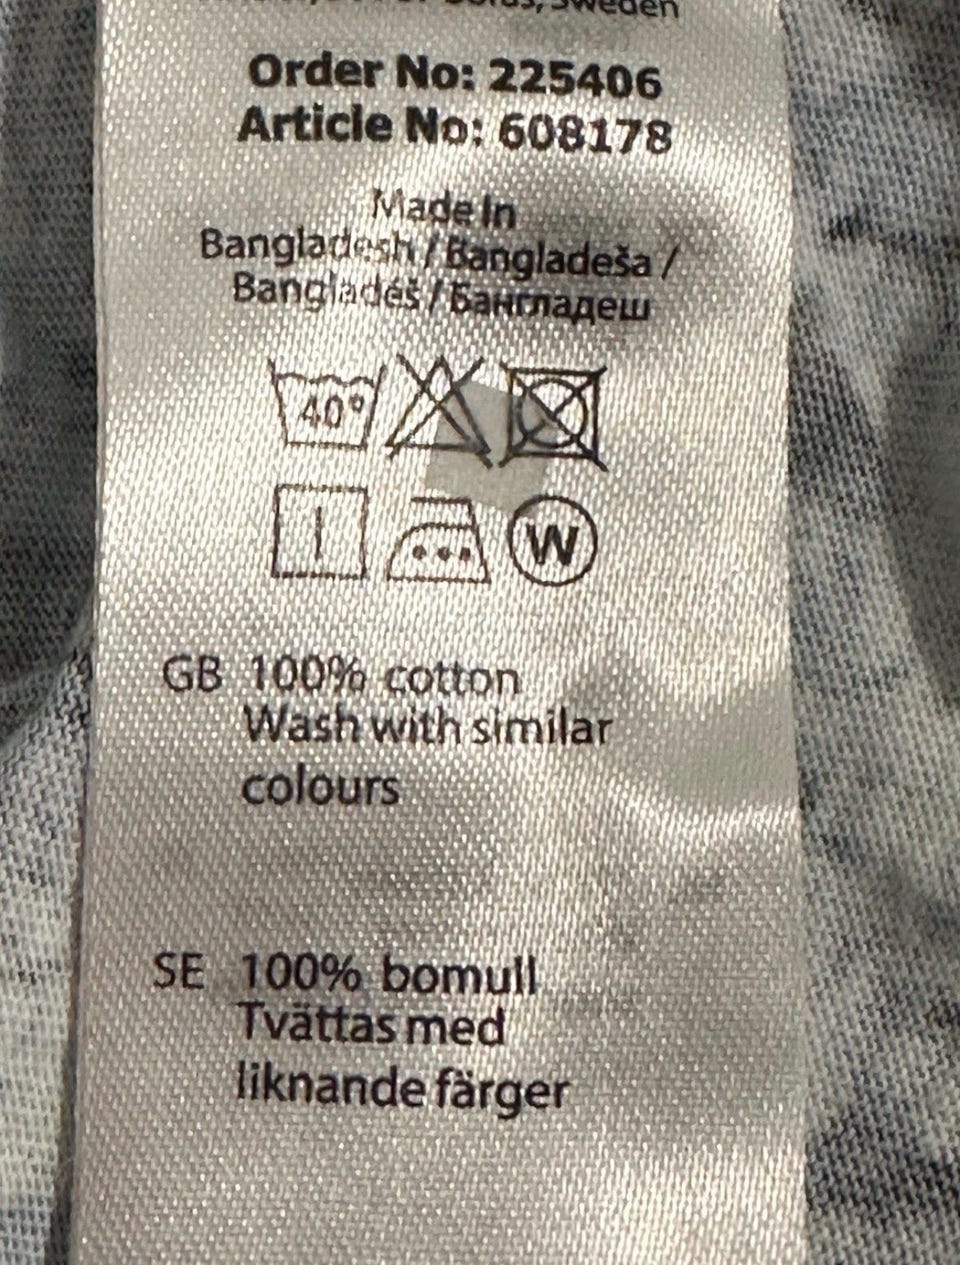 Sweden
Order No: 225406
Article No: 608178
Made In
Bangladesh / Bangladeša /
Bangladéš / Бангладеш
40°
W
GB 100% cotton
Wash with similar
colours
SE 100% bomull
Tvättas med
liknande färger